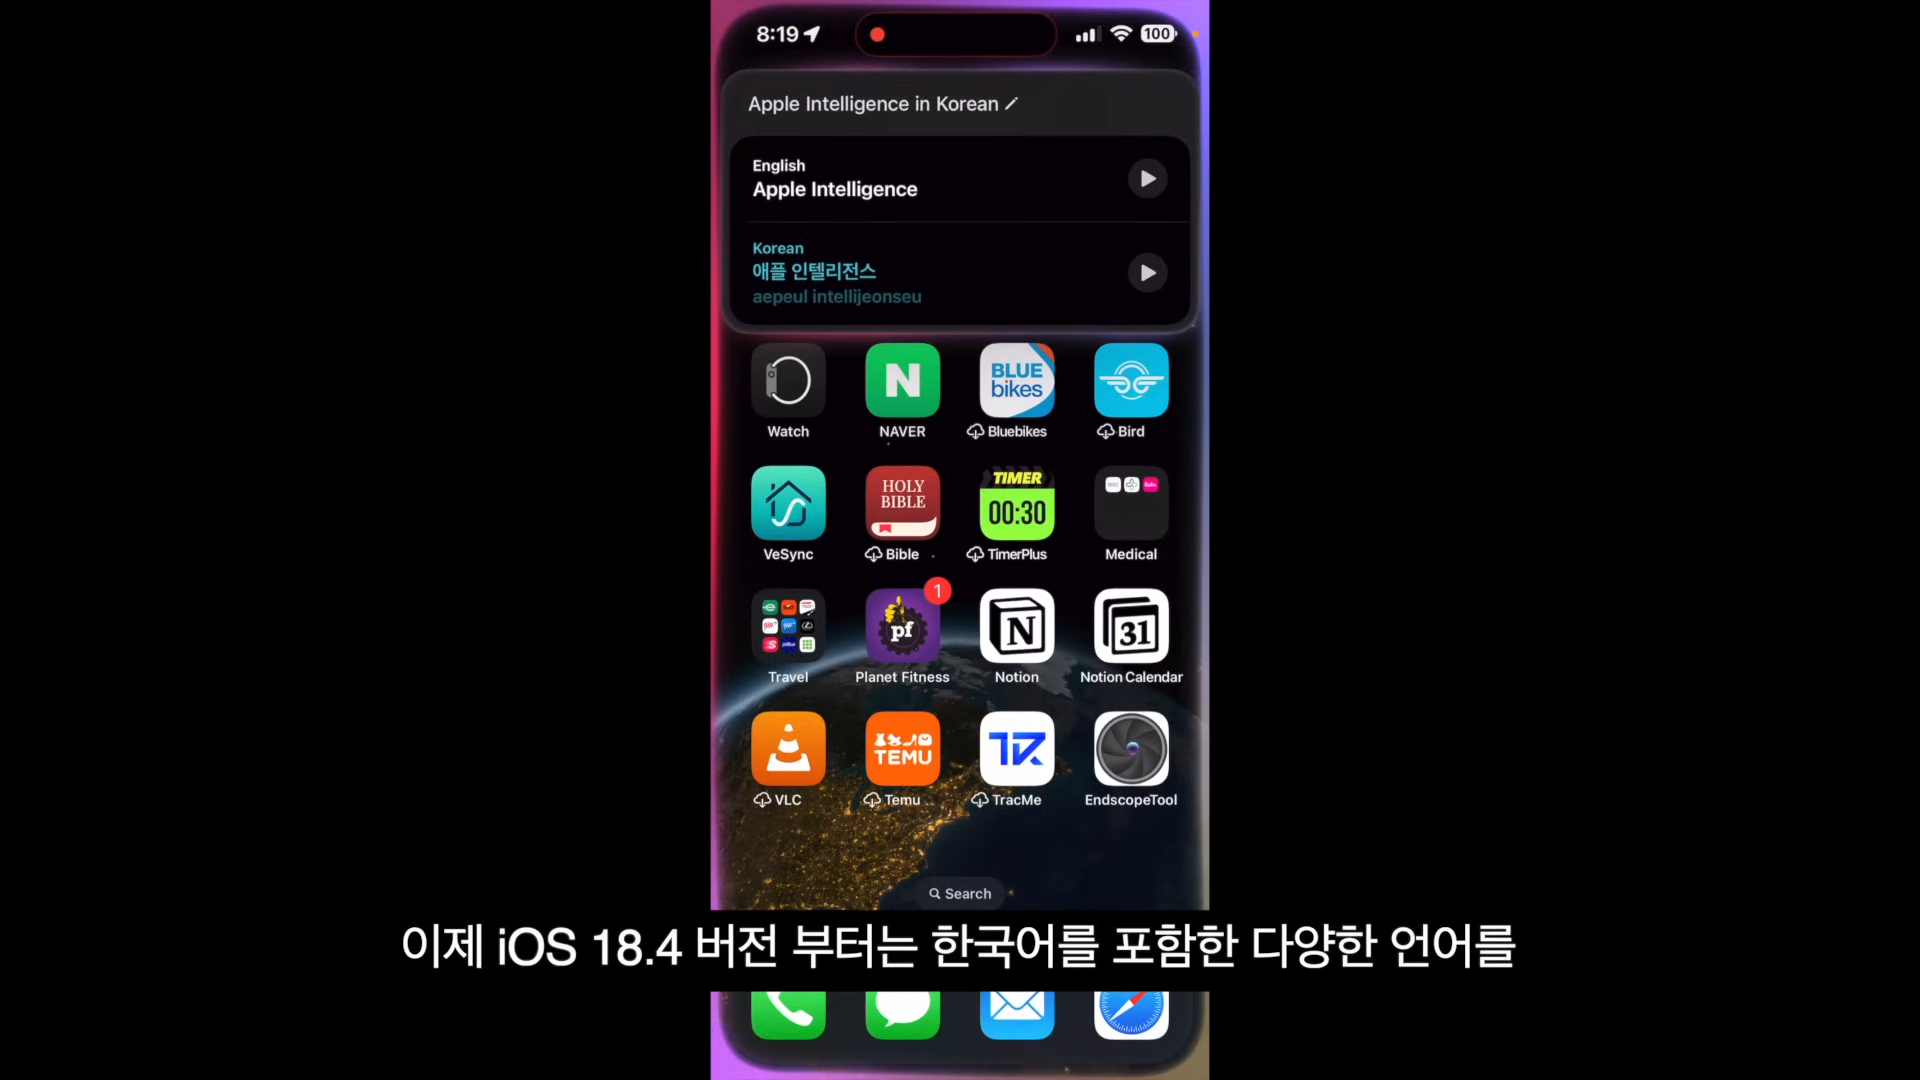 8:19
100
Apple Intelligence in Korean
English
Apple Intelligence
Korean
애플 인텔리전스
aepeul intellijeonseu
BLUE
bikes
N
Watch
NAVER
Bluebikes
Bird
HOLY
BIBLE
TIMER
00:30
VeSync
Bible
TimerPlus
Medical
1
pf
N
31
Travel
Planet Fitness
Notion
Notion Calendar
TEMU
VLC
Temu
TracMe
EndscopeTool
Search
이제 iOS 18.4 버전 부터는 한국어를 포함한 다양한 언어를